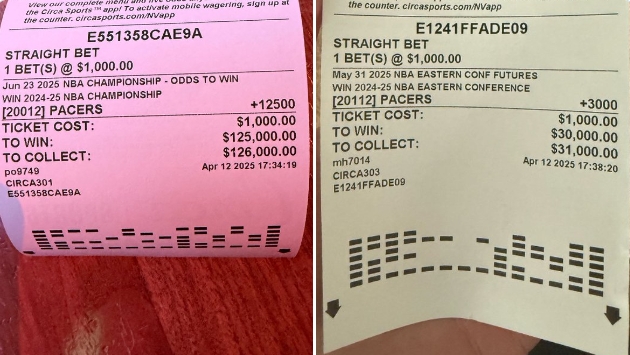 View our complete menu and live
the Circa Sports™ app! To activate mobile wagering, sign up at
the counter. circasports.com/NVapp
E551358CAE9A
STRAIGHT BET
1 BET(S) @ $1,000.00
Jun 23 2025 NBA CHAMPIONSHIP - ODDS TO WIN
WIN 2024-25 NBA CHAMPIONSHIP
[20012] PACERS +12500
TICKET COST: $1,000.00
TO WIN: $125,000.00
TO COLLECT: $126,000.00
po9749 Apr 12 2025 17:34:19
CIRCA301
E551358CAE9A
the counter. circasports.com/NVapp
E1241FFADE09
STRAIGHT BET
1 BET(S) @ $1,000.00
May 31 2025 NBA EASTERN CONF FUTURES
WIN 2024-25 NBA EASTERN CONFERENCE
[20112] PACERS +3000
TICKET COST: $1,000.00
TO WIN: $30,000.00
TO COLLECT: $31,000.00
mh7014 Apr 12 2025 17:38:20
CIRCA303
E1241FFADE09